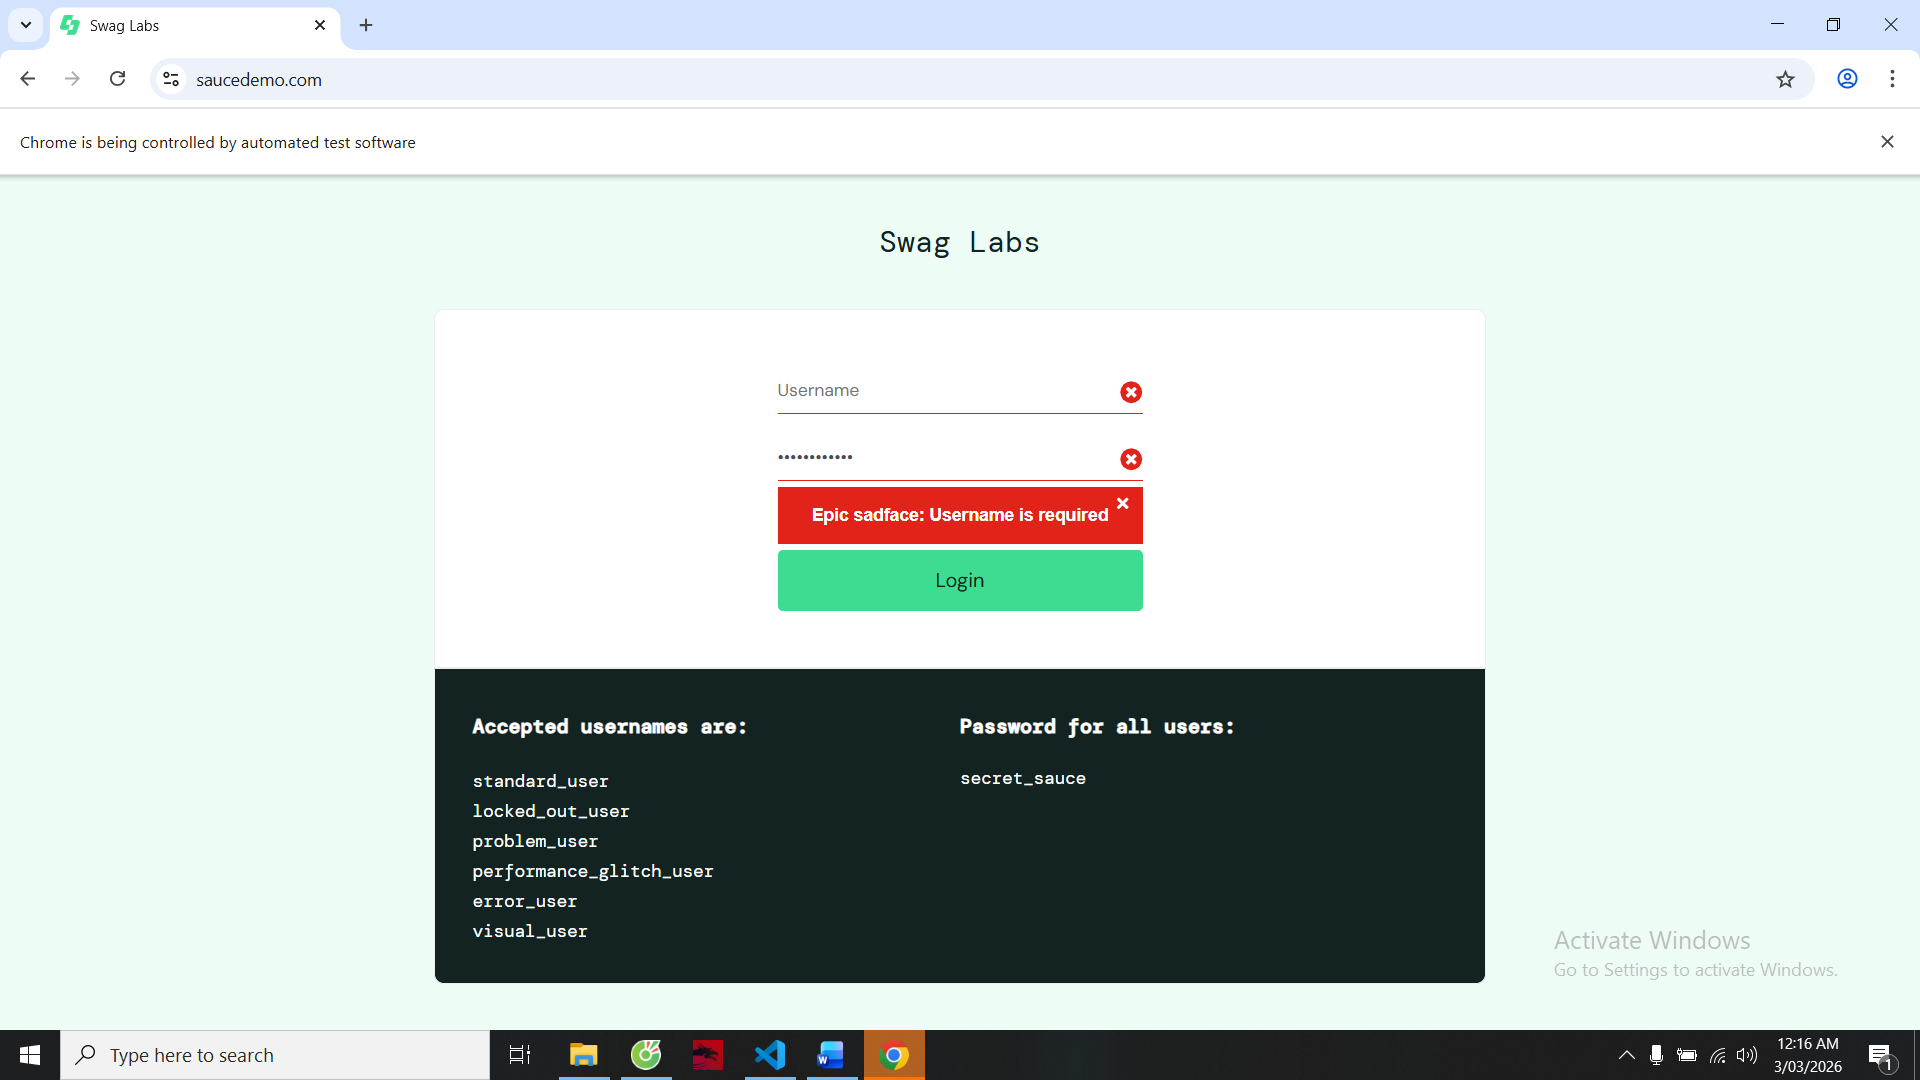 Swag Labs
saucedemo.com
Chrome is being controlled by automated test software
Swag Labs
Username
••••••••••••
Epic sadface: Username is required
Login
Accepted usernames are:
standard_user
locked_out_user
problem_user
performance_glitch_user
error_user
visual_user
Password for all users:
secret_sauce
Activate Windows
Go to Settings to activate Windows.
Type here to search
12:16 AM
3/03/2026
1